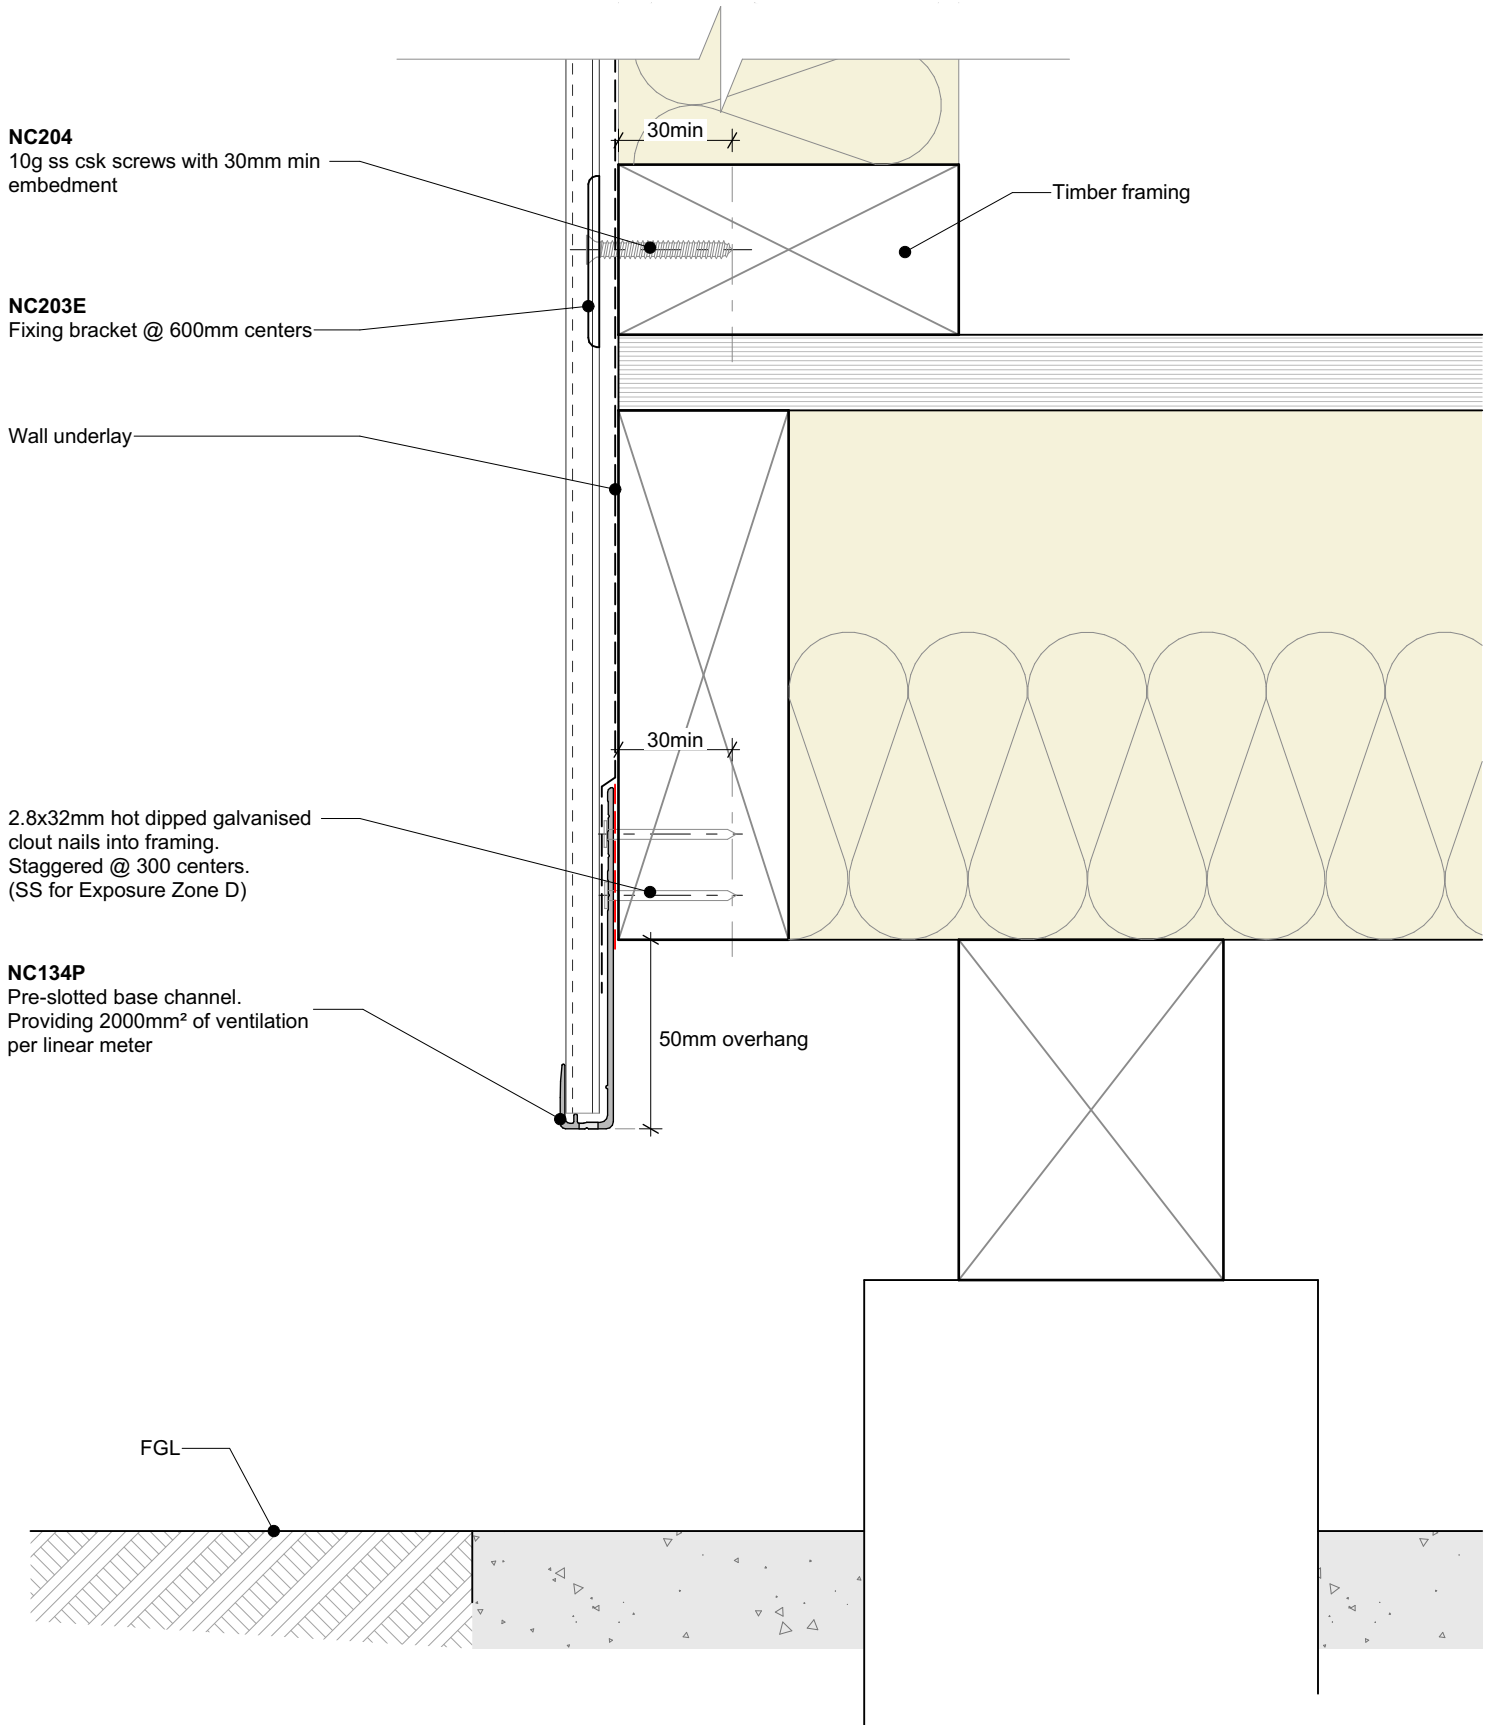 30min
NC204
10g ss csk screws with 30mm min
embedment
Timber framing
NC203E
Fixing bracket @ 600mm centers
Wall underlay
30min
2.8x32mm hot dipped galvanised
clout nails into framing.
Staggered @ 300 centers.
(SS for Exposure Zone D)
NC134P
Pre-slotted base channel.
Providing 2000mm² of ventilation
per linear meter
50mm overhang
FGL